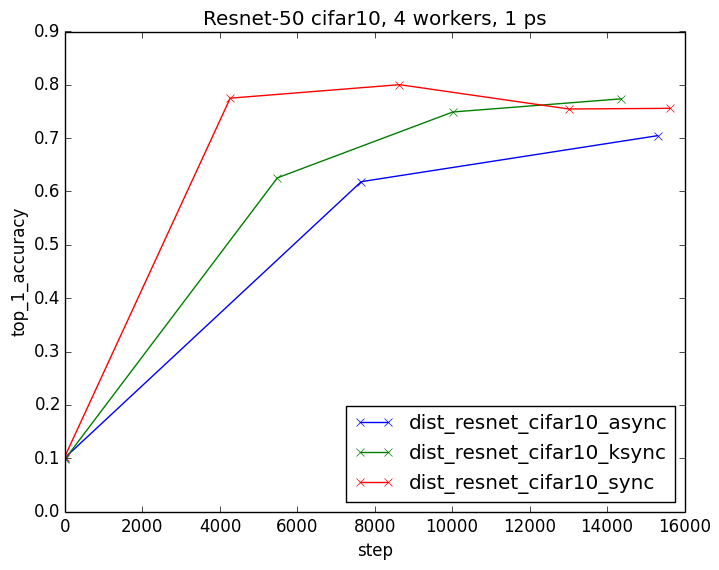 Resnet-50 cifar10, 4 workers, 1 ps
0.9
0.8
0.7
0.6
0.5
0.4
0.3
0.2
0.1
0.0
top_1_accuracy
dist_resnet_cifar10_async
dist_resnet_cifar10_ksync
dist_resnet_cifar10_sync
0 2000 4000 6000 8000 10000 12000 14000 16000
step